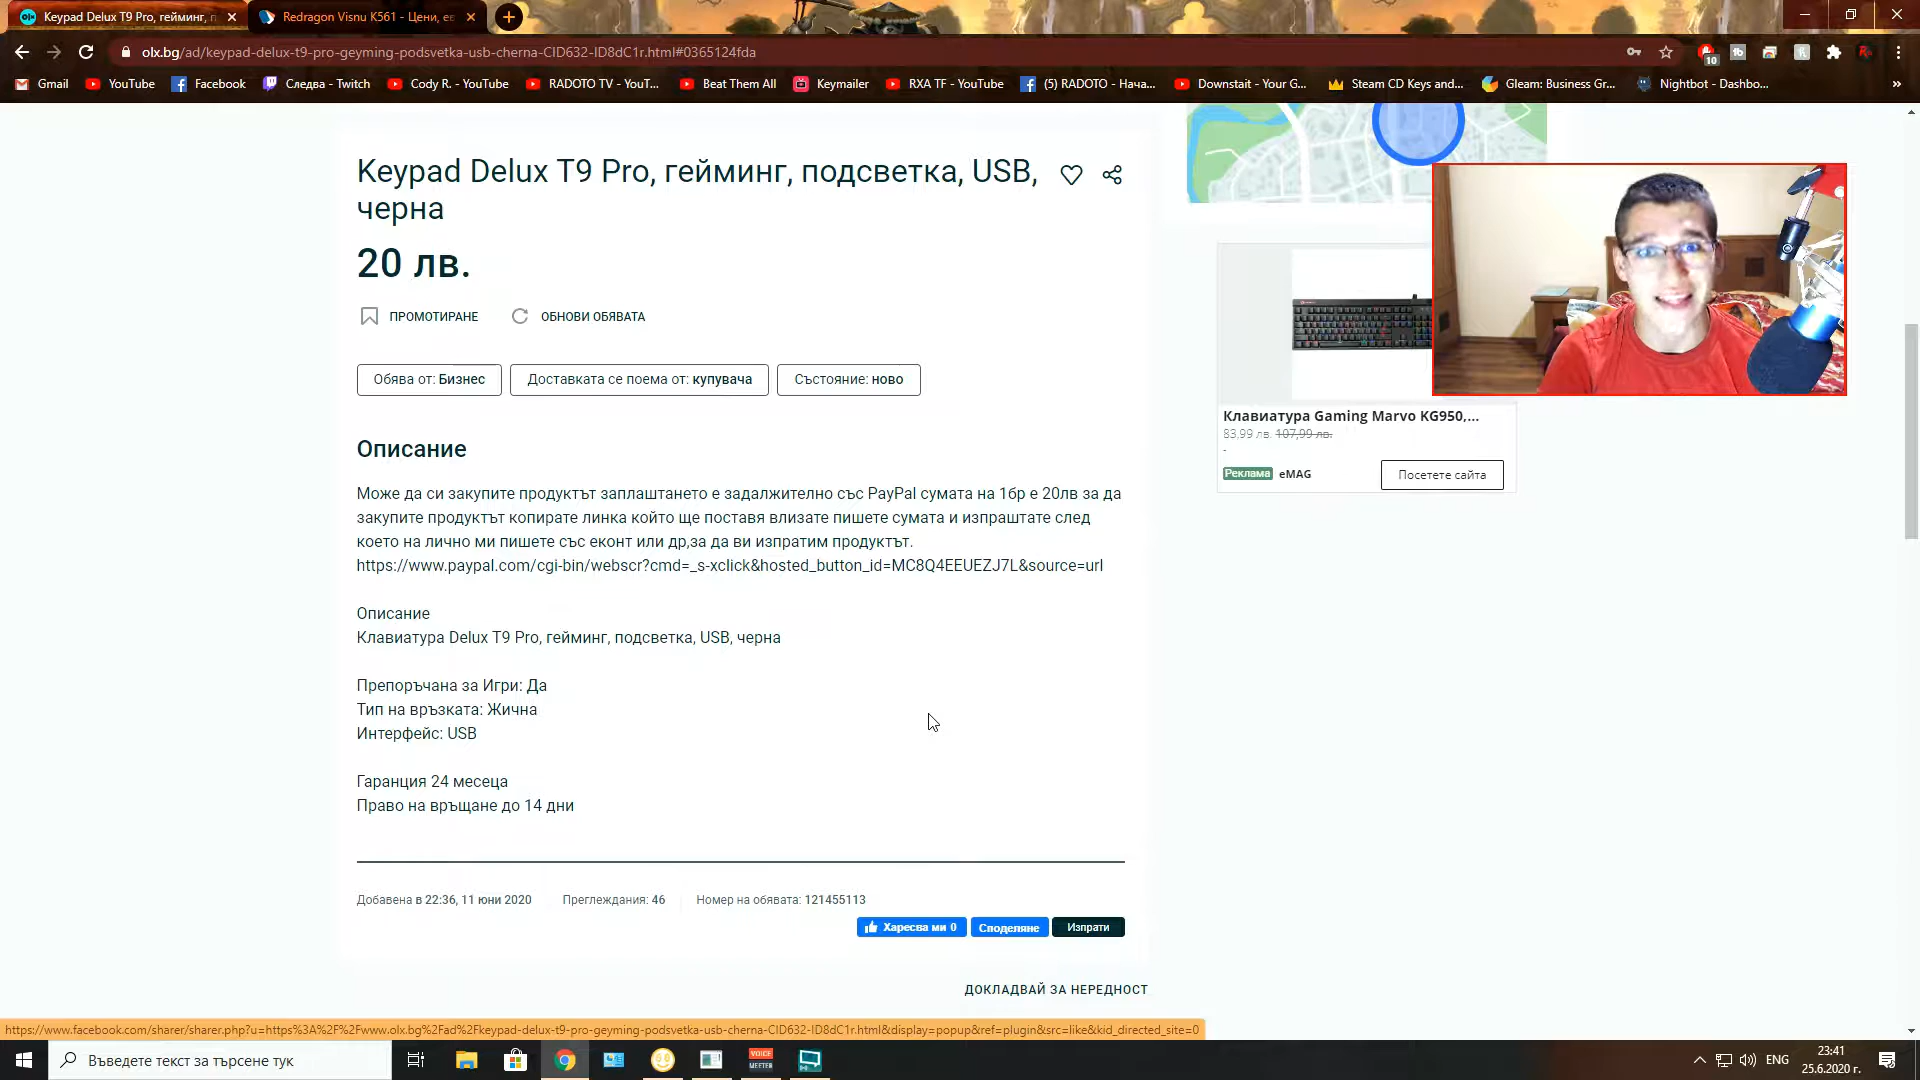 Keypad Delux T9 Pro, гейминг, п
Redragon Visnu K561 - Цени, ев
olx.bg/ad/keypad-delux-t9-pro-geyming-podsvetka-usb-cherna-CID632-ID8dC1r.html#0365124fda
10
Gmail
YouTube
Facebook
Следва - Twitch
Cody R. - YouTube
RADOTO TV - YouT...
Beat Them All
Keymailer
RXA TF - YouTube
(5) RADOTO - Нача...
Downstait - Your G...
Steam CD Keys and...
Gleam: Business Gr...
Nightbot - Dashbo...
Keypad Delux T9 Pro, гейминг, подсветка, USB,
черна
20 лв.
ПРОМОТИРАНЕ
ОБНОВИ ОБЯВАТА
Обява от: Бизнес
Доставката се поема от: купувача
Състояние: ново
Описание
Може да си закупите продуктът заплаштането е задалжително със PayPal сумата на 1бр е 20лв за да
закупите продуктът копирате линка който ще поставя влизате пишете сумата и изпраштате след
което на лично ми пишете със еконт или др,за да ви изпратим продуктът.
https://www.paypal.com/cgi-bin/webscr?cmd=_s-xclick&hosted_button_id=MC8Q4EEUEZJ7L&source=url
Описание
Клавиатура Delux T9 Pro, гейминг, подсветка, USB, черна
Препоръчана за Игри: Да
Тип на връзката: Жична
Интерфейс: USB
Гаранция 24 месеца
Право на връщане до 14 дни
Добавена в 22:36, 11 юни 2020
Преглеждания: 46
Номер на обявата: 121455113
Харесва ми 0
Споделяне
Изпрати
ДОКЛАДВАЙ ЗА НЕРЕДНОСТ
Клавиатура Gaming Marvo KG950,...
83,99 лв. 107,99 лв.
-
Реклама eMAG
Посетете сайта
https://www.facebook.com/sharer/sharer.php?u=https%3A%2F%2Fwww.olx.bg%2Fad%2Fkeypad-delux-t9-pro-geyming-podsvetka-usb-cherna-CID632-ID8dC1r.html&display=popup&ref=plugin&src=like&kid_directed_site=0
Въведете текст за търсене тук
VOICE
MEETER
ENG
23:41
25.6.2020 г.